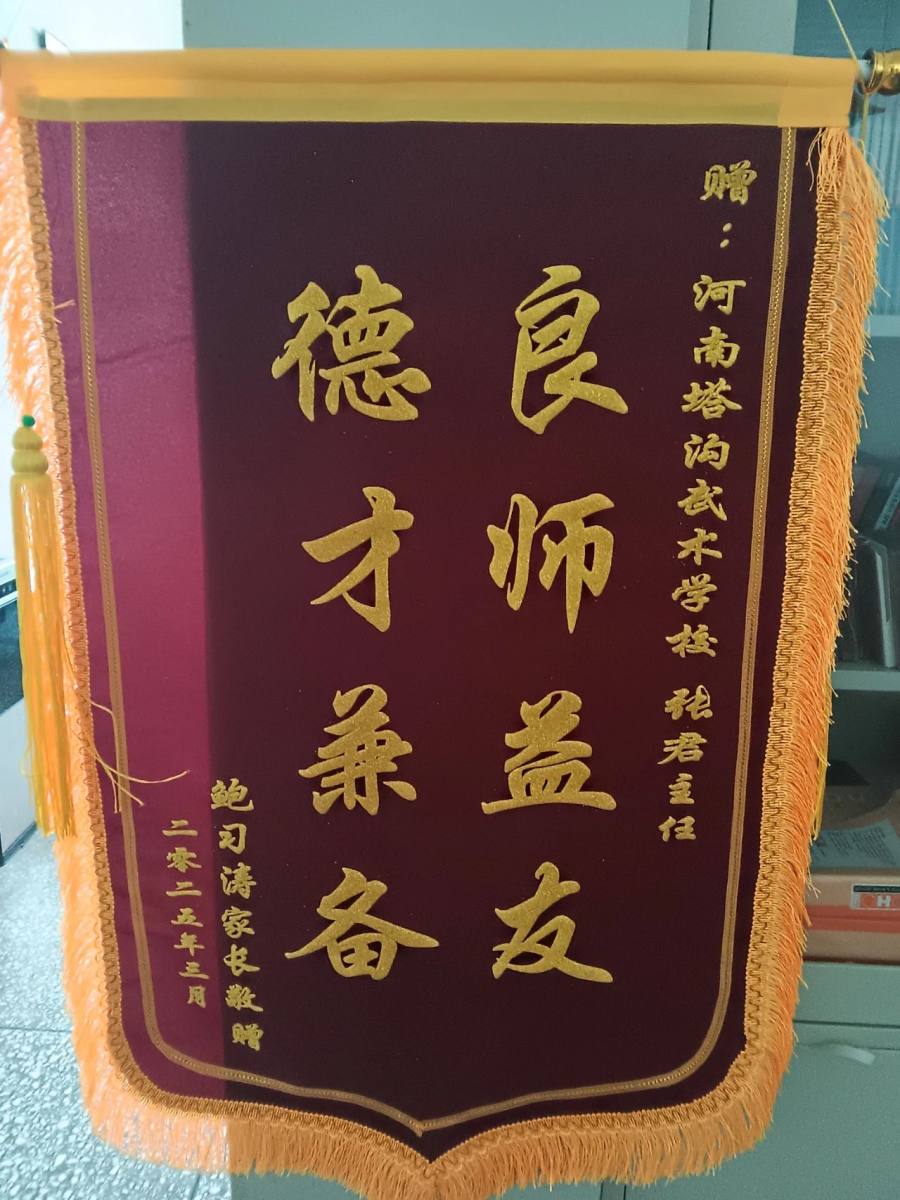 赠：河南塔沟武术学校 张君主任
良师益友
德才兼备
鲍习涛家长敬赠
二零二五年三月